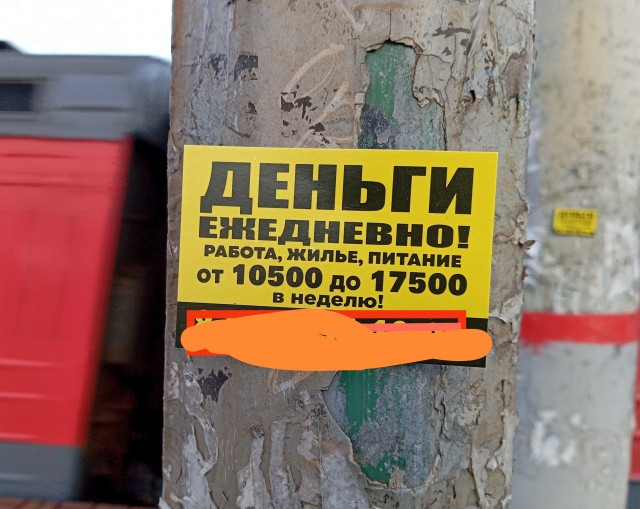 ДЕНЬГИ
ЕЖЕДНЕВНО!
РАБОТА, ЖИЛЬЕ, ПИТАНИЕ
от 10500 до 17500
в неделю!